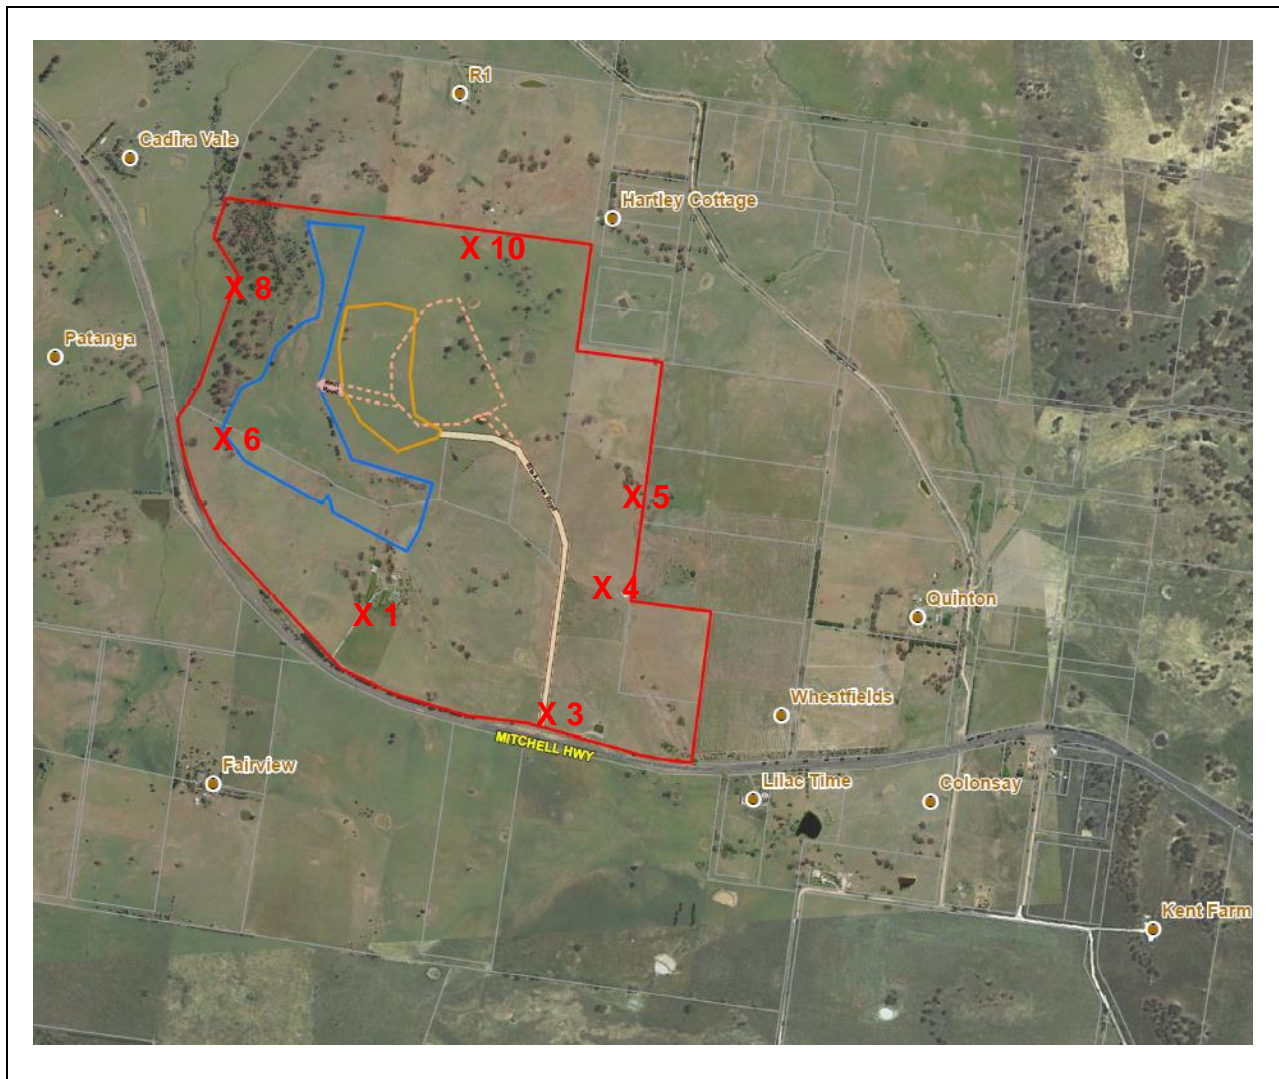 R1
Cadira Vale
Hartley Cottage
X 10
X 8
Patanga
X 6
X 5
X 4
Quinton
X 1
Wheatfields
X 3
MITCHELL HWY
Fairview
Lilac Time
Colonsay
Kent Farm